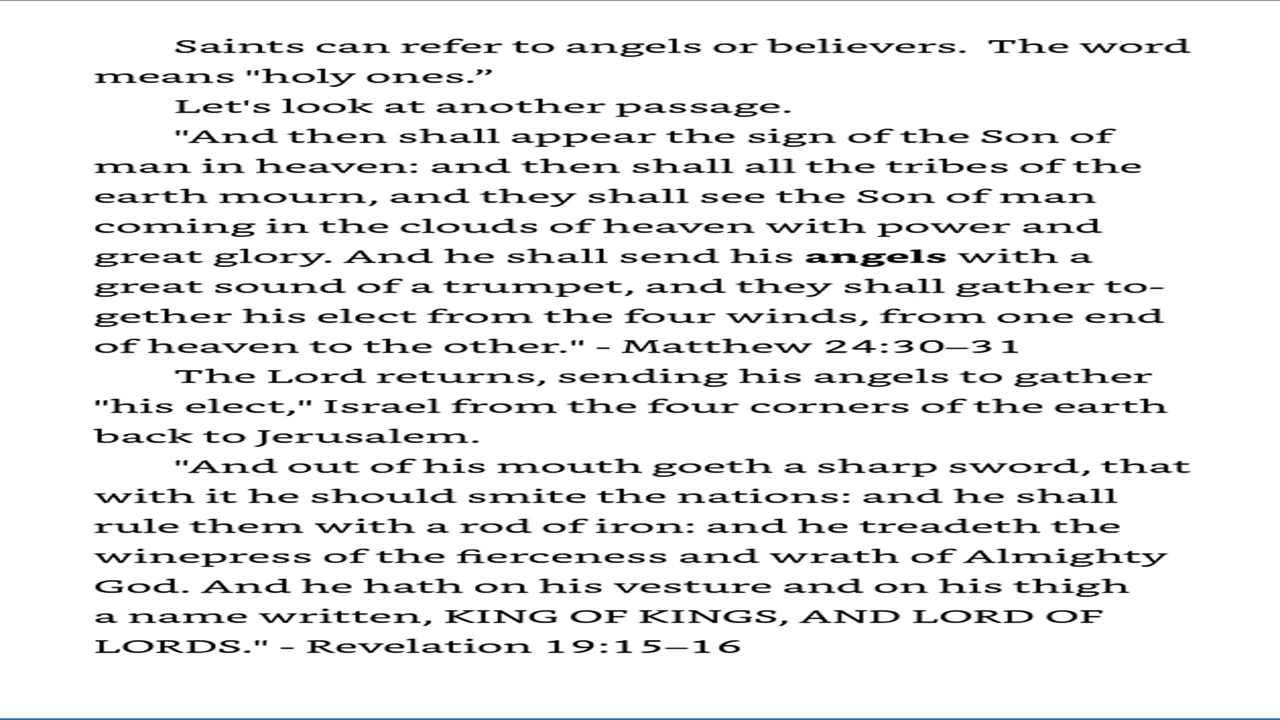 Saints can refer to angels or believers.  The word
means "holy ones.”
Let's look at another passage.
"And then shall appear the sign of the Son of
man in heaven: and then shall all the tribes of the
earth mourn, and they shall see the Son of man
coming in the clouds of heaven with power and
great glory. And he shall send his angels with a
great sound of a trumpet, and they shall gather to-
gether his elect from the four winds, from one end
of heaven to the other." - Matthew 24:30–31
The Lord returns, sending his angels to gather
"his elect," Israel from the four corners of the earth
back to Jerusalem.
"And out of his mouth goeth a sharp sword, that
with it he should smite the nations: and he shall
rule them with a rod of iron: and he treadeth the
winepress of the fierceness and wrath of Almighty
God. And he hath on his vesture and on his thigh
a name written, KING OF KINGS, AND LORD OF
LORDS." - Revelation 19:15–16